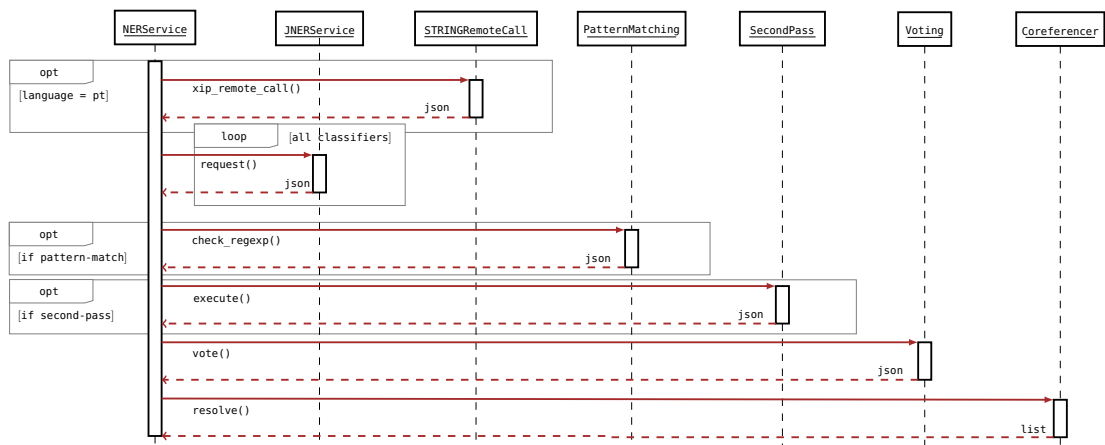 NERService JNERService STRINGRemoteCall PatternMatching SecondPass Voting Coreferencer
opt
[language = pt]
xip_remote_call()
json
loop [all classifiers]
request()
json
opt
[if pattern-match]
check_regexp()
json
opt
[if second-pass]
execute()
json
vote()
json
resolve()
list